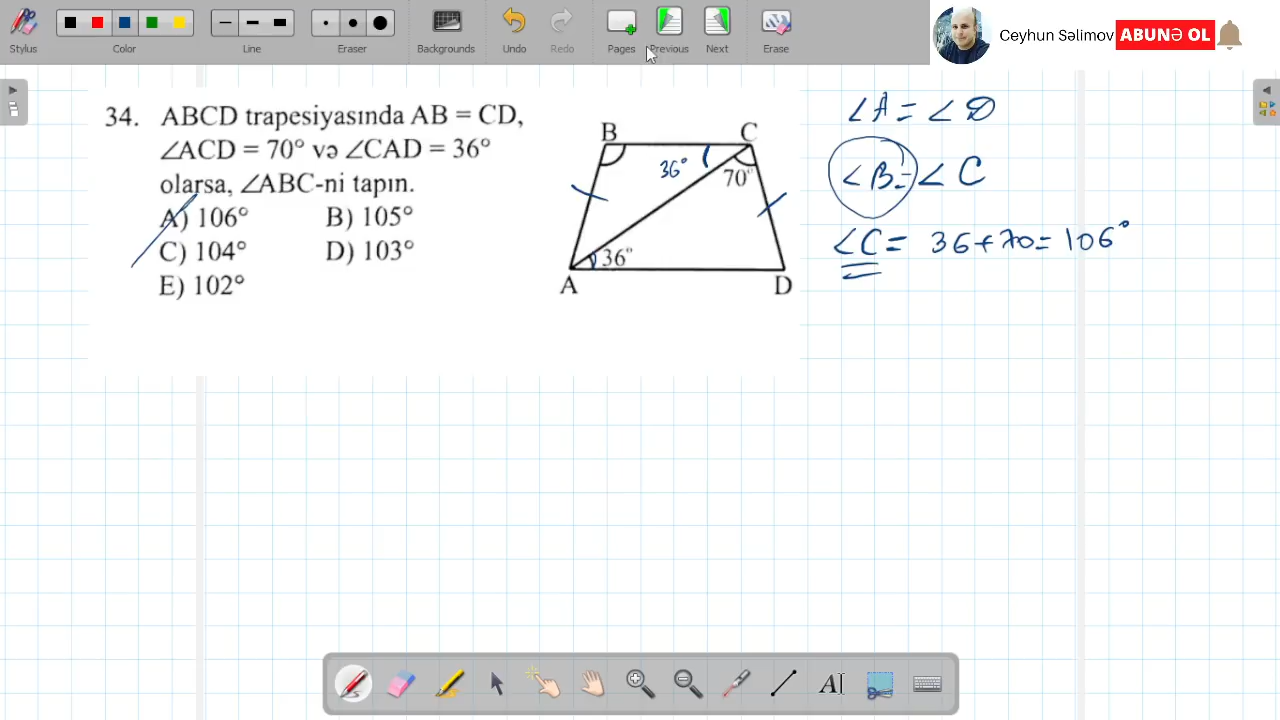 Stylus
Color
Line
Eraser
Backgrounds
Undo
Redo
Pages
Previous
Next
Erase
Ceyhun Səlimov
ABUNƏ OL
34. ABCD trapesiyasında AB = CD,
∠ACD = 70° və ∠CAD = 36°
olarsa, ∠ABC-ni tapın.
A) 106° B) 105°
C) 104° D) 103°
E) 102°
B
C
36°
70°
36°
A
D
∠A = ∠D
∠B = ∠C
∠C = 36+70=106°
AI